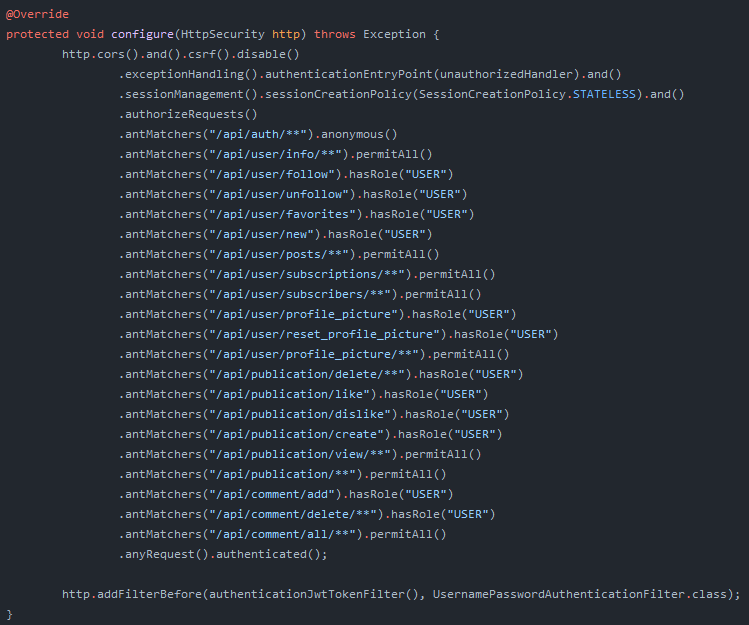 @Override
protected void configure(HttpSecurity http) throws Exception {
        http.cors().and().csrf().disable()
                .exceptionHandling().authenticationEntryPoint(unauthorizedHandler).and()
                .sessionManagement().sessionCreationPolicy(SessionCreationPolicy.STATELESS).and()
                .authorizeRequests()
                .antMatchers("/api/auth/**").anonymous()
                .antMatchers("/api/user/info/**").permitAll()
                .antMatchers("/api/user/follow").hasRole("USER")
                .antMatchers("/api/user/unfollow").hasRole("USER")
                .antMatchers("/api/user/favorites").hasRole("USER")
                .antMatchers("/api/user/new").hasRole("USER")
                .antMatchers("/api/user/posts/**").permitAll()
                .antMatchers("/api/user/subscriptions/**").permitAll()
                .antMatchers("/api/user/subscribers/**").permitAll()
                .antMatchers("/api/user/profile_picture").hasRole("USER")
                .antMatchers("/api/user/reset_profile_picture").hasRole("USER")
                .antMatchers("/api/user/profile_picture/**").permitAll()
                .antMatchers("/api/publication/delete/**").hasRole("USER")
                .antMatchers("/api/publication/like").hasRole("USER")
                .antMatchers("/api/publication/dislike").hasRole("USER")
                .antMatchers("/api/publication/create").hasRole("USER")
                .antMatchers("/api/publication/view/**").permitAll()
                .antMatchers("/api/publication/**").permitAll()
                .antMatchers("/api/comment/add").hasRole("USER")
                .antMatchers("/api/comment/delete/**").hasRole("USER")
                .antMatchers("/api/comment/all/**").permitAll()
                .anyRequest().authenticated();

        http.addFilterBefore(authenticationJwtTokenFilter(), UsernamePasswordAuthenticationFilter.class);
}